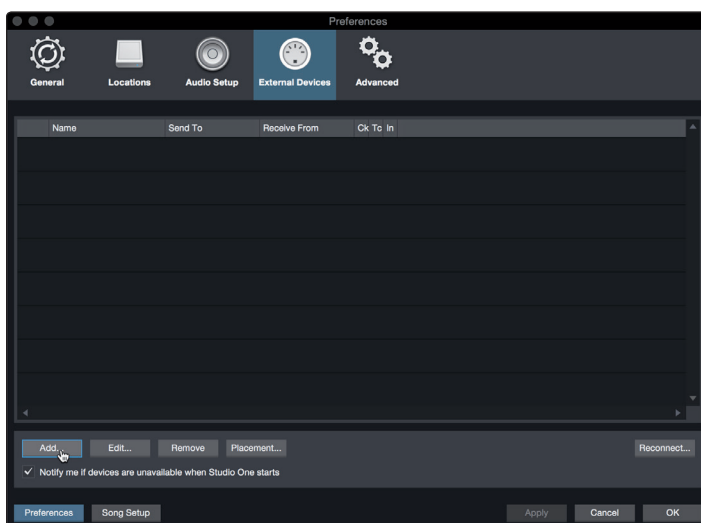 Preferences
General Locations Audio Setup External Devices Advanced
Name Send To Receive From Ck Tc In
Add... Edit... Remove Placement... Reconnect...
Notify me if devices are unavailable when Studio One starts
Preferences Song Setup Apply Cancel OK